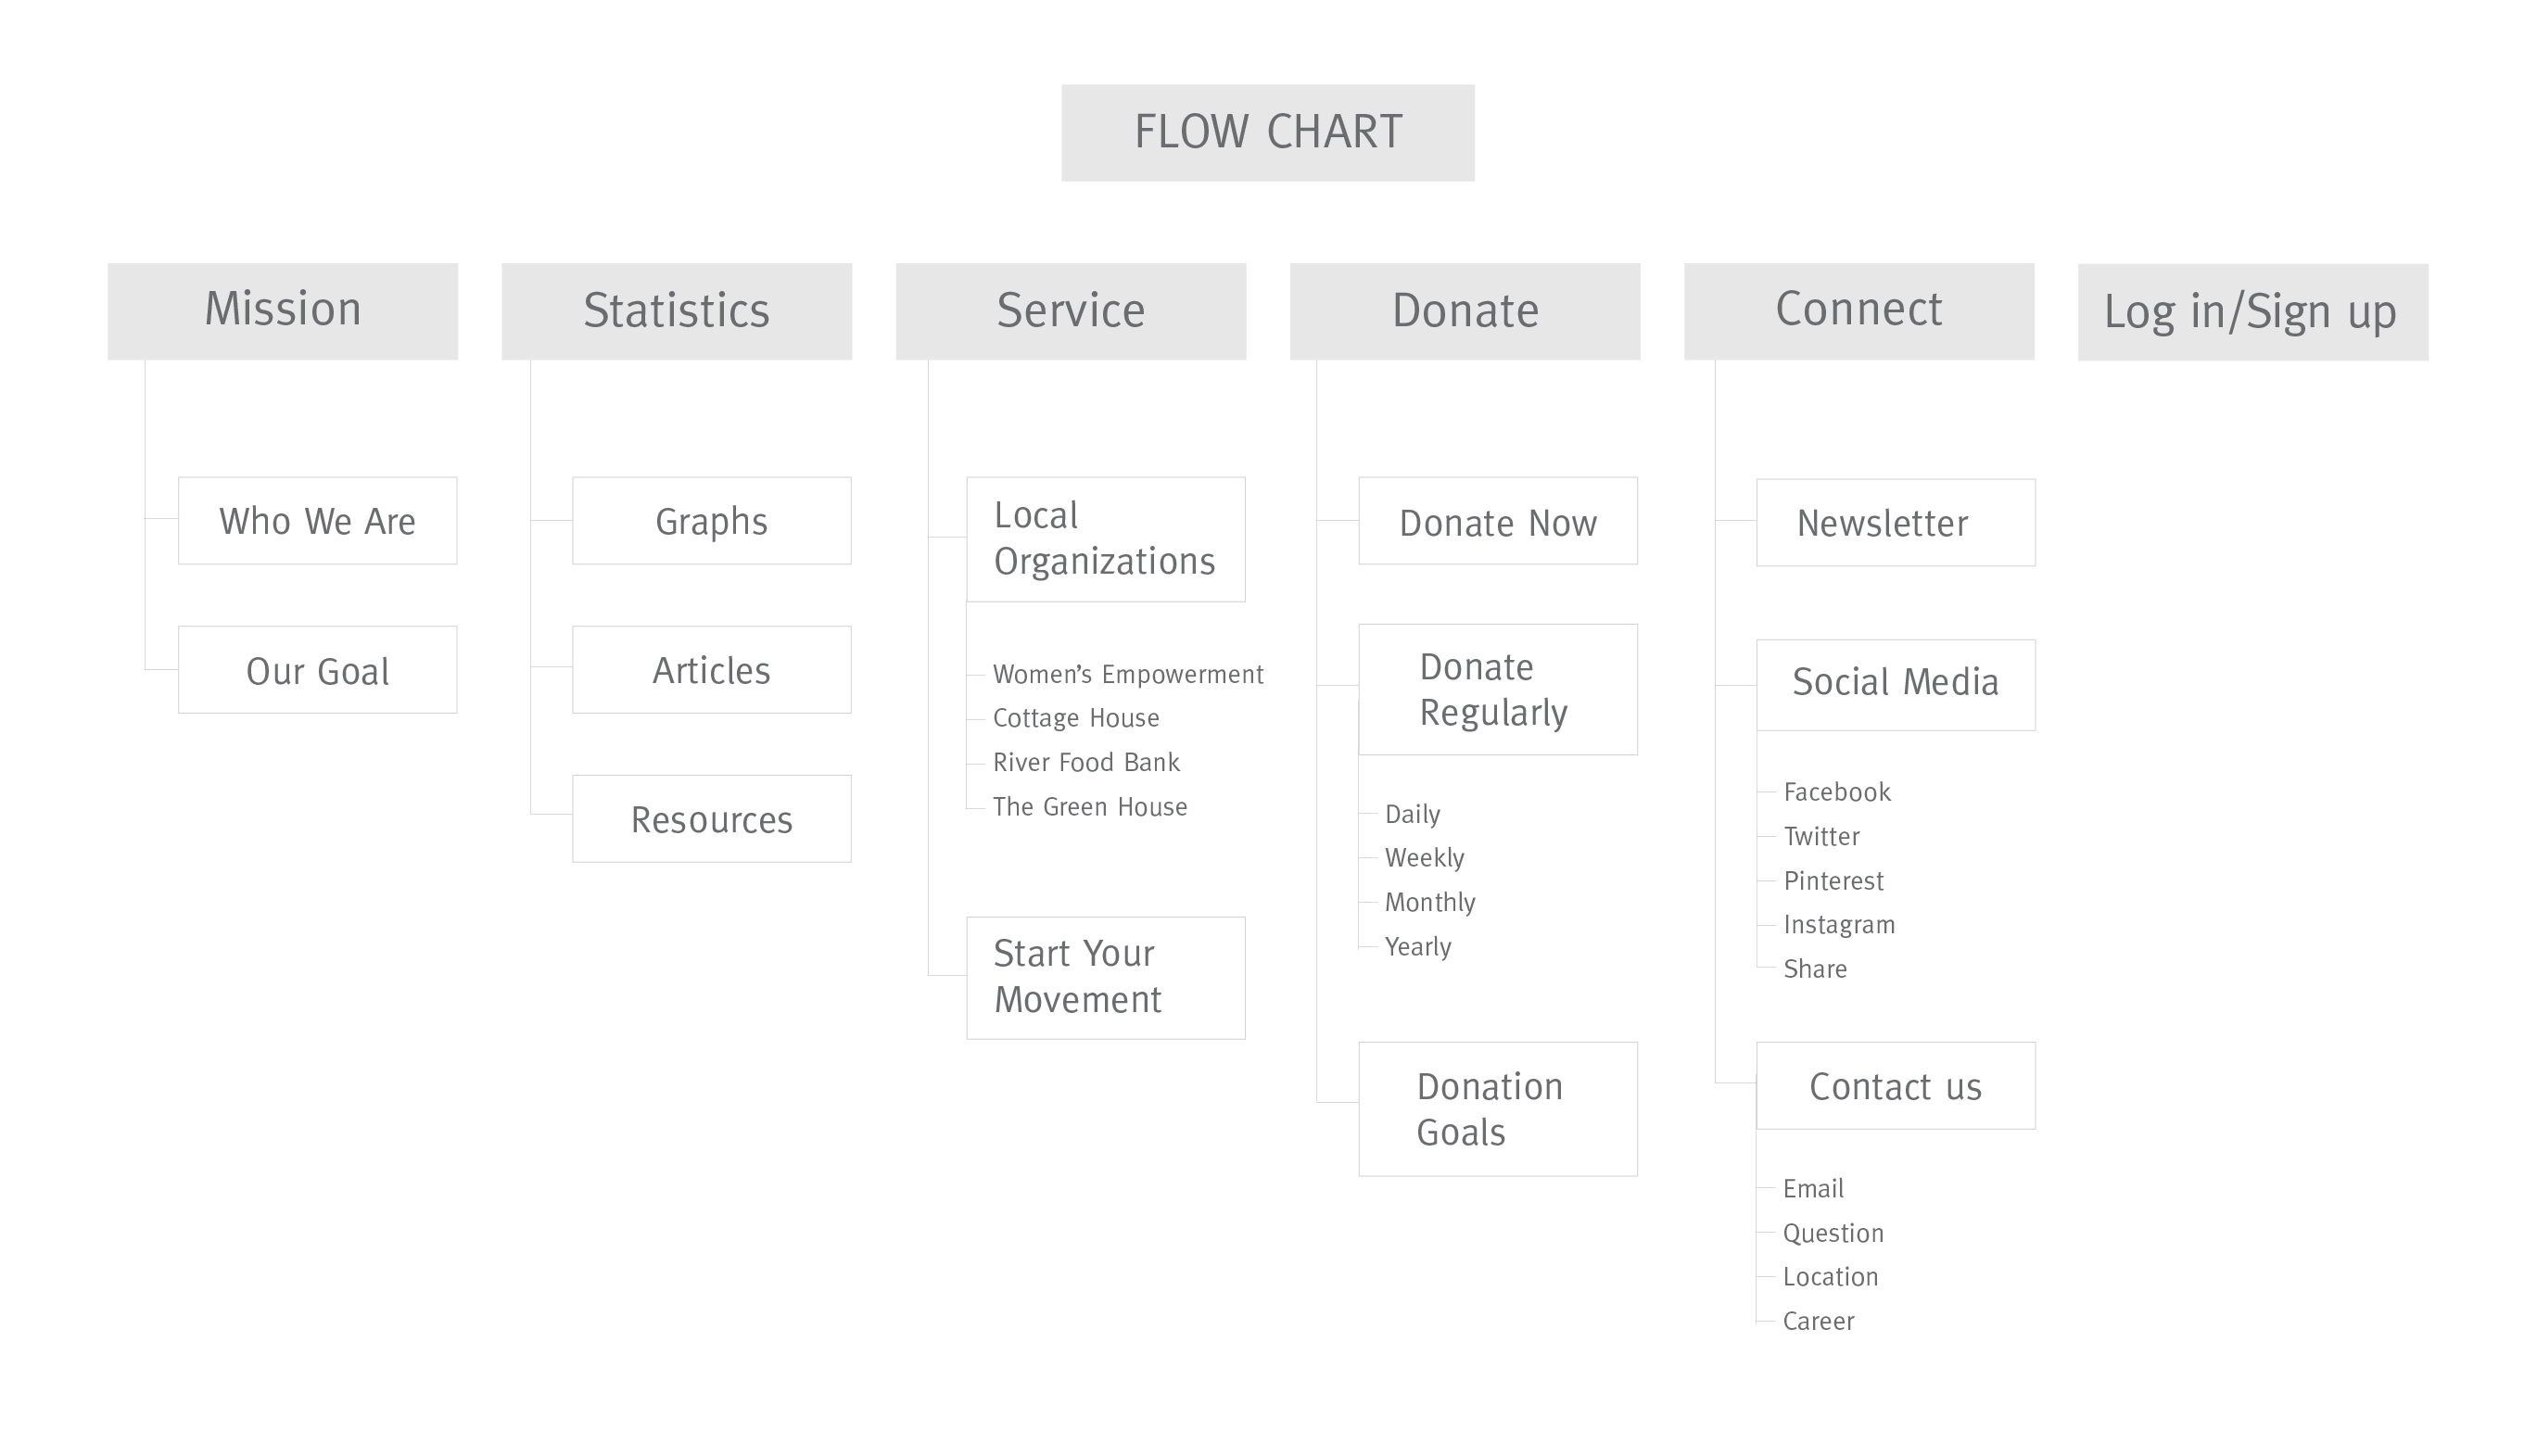 FLOW CHART
Mission
Statistics
Service
Donate
Connect
Log in/Sign up
Who We Are
Our Goal
Graphs
Articles
Resources
Local
Organizations
Women’s Empowerment
Cottage House
River Food Bank
The Green House
Start Your
Movement
Donate Now
Donate
Regularly
Daily
Weekly
Monthly
Yearly
Donation
Goals
Newsletter
Social Media
Facebook
Twitter
Pinterest
Instagram
Share
Contact us
Email
Question
Location
Career